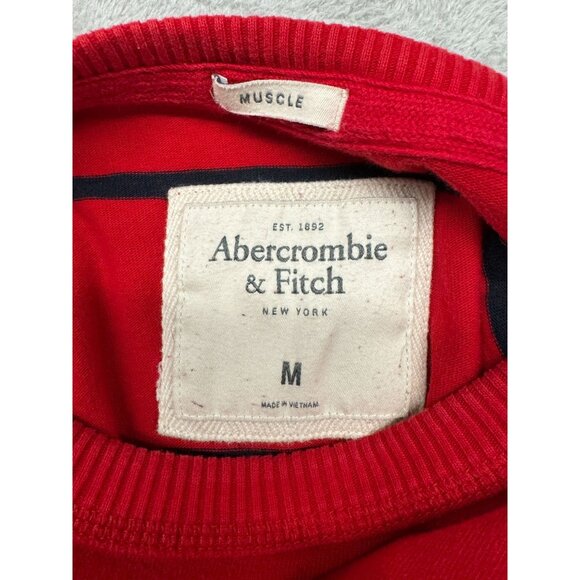 MUSCLE
EST. 1892
Abercrombie
& Fitch
NEW YORK
M
MADE IN VIETNAM